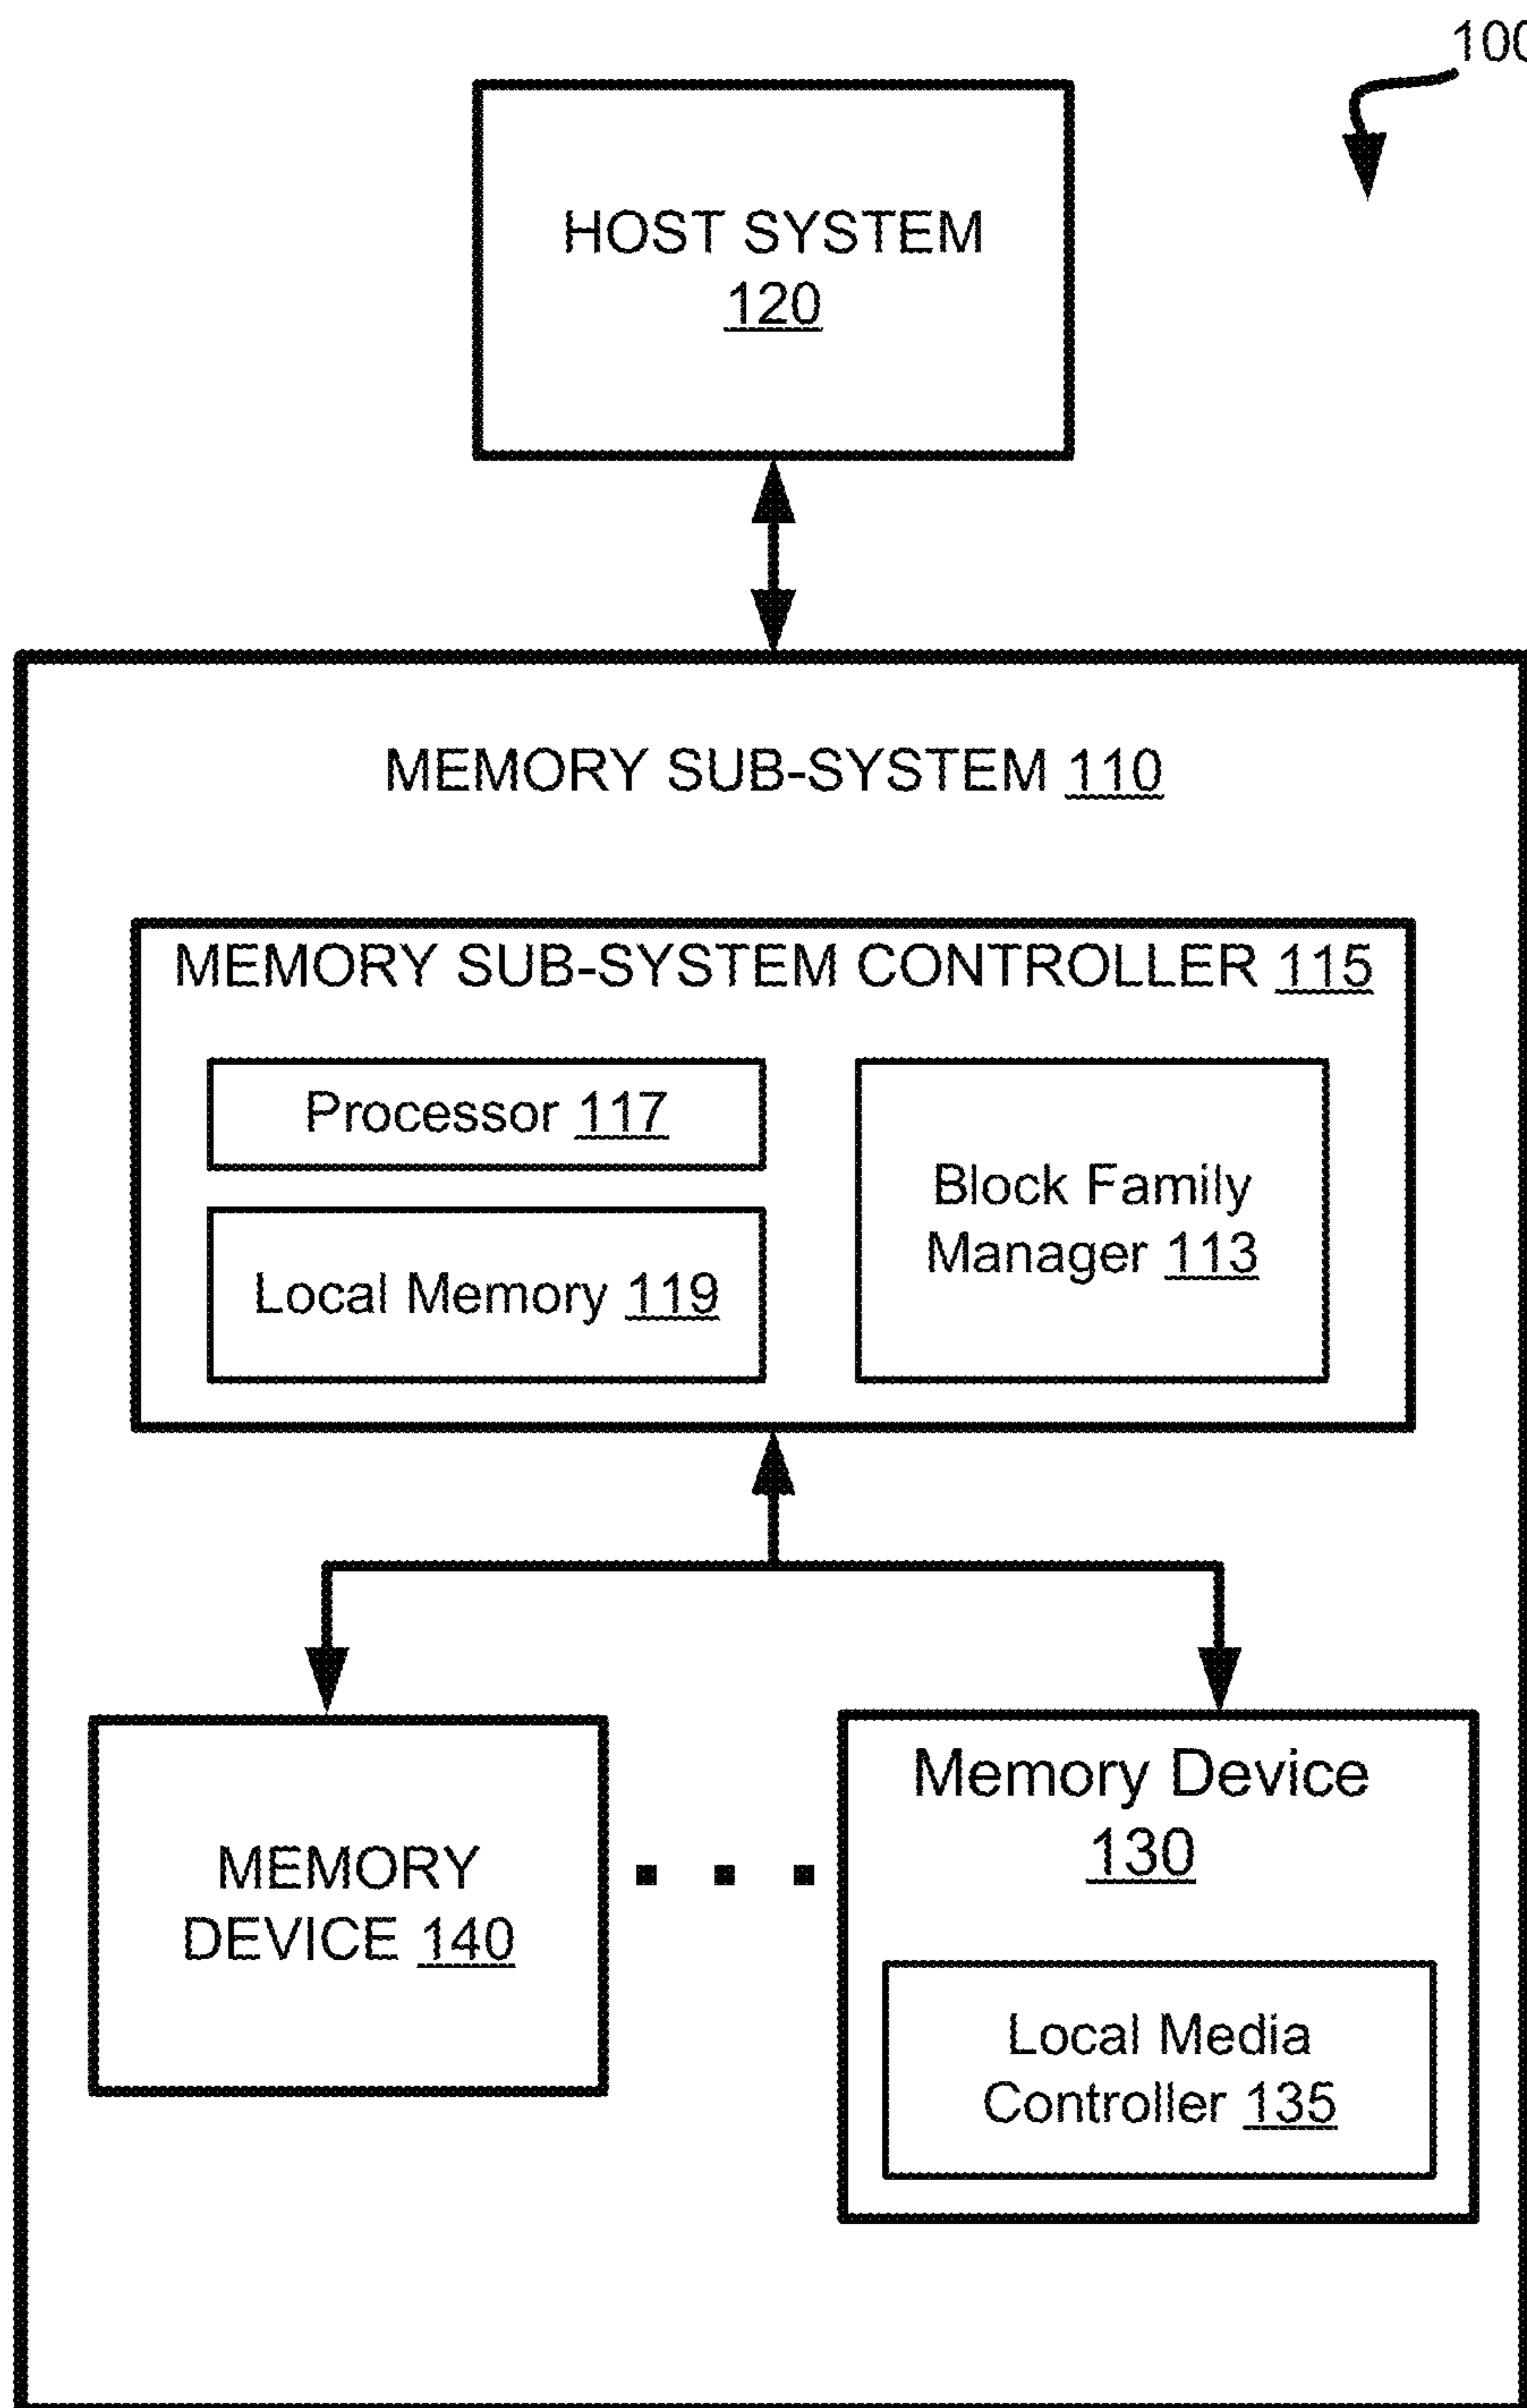 100
HOST SYSTEM
120
MEMORY SUB-SYSTEM 110
MEMORY SUB-SYSTEM CONTROLLER 115
Processor 117
Local Memory 119
Block Family
Manager 113
MEMORY
DEVICE 140
Memory Device
130
Local Media
Controller 135